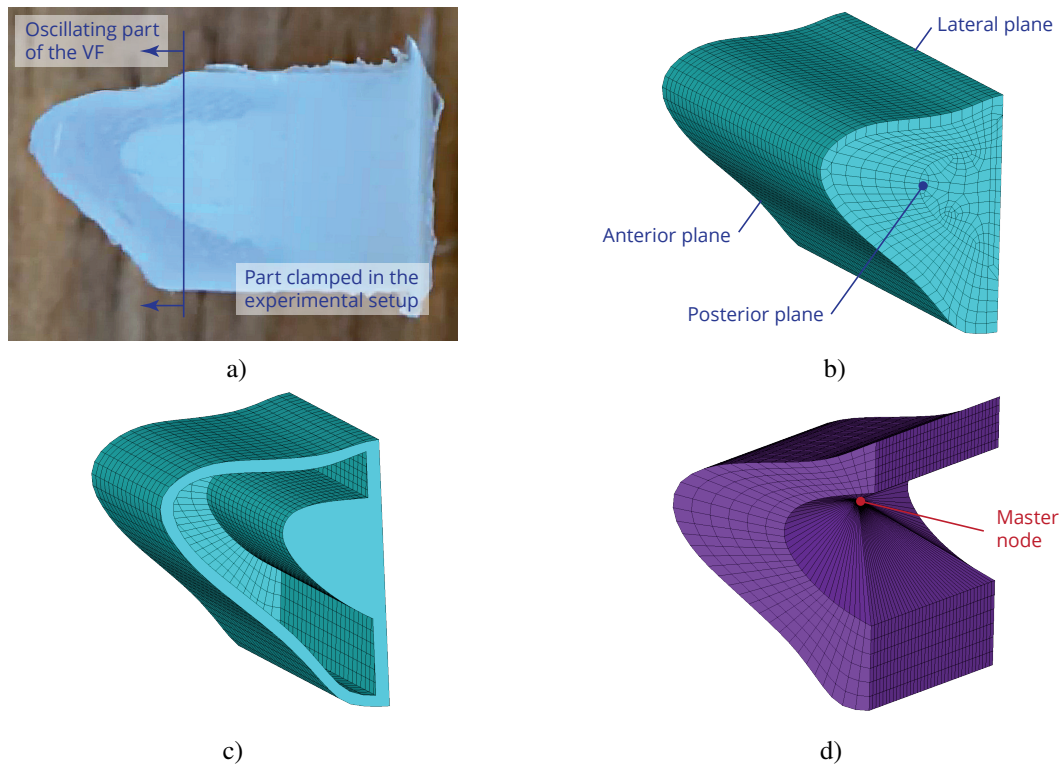 Oscillating part
of the VF
Part clamped in the
experimental setup
a)
Lateral plane
Anterior plane
Posterior plane
b)
c)
Master
node
d)